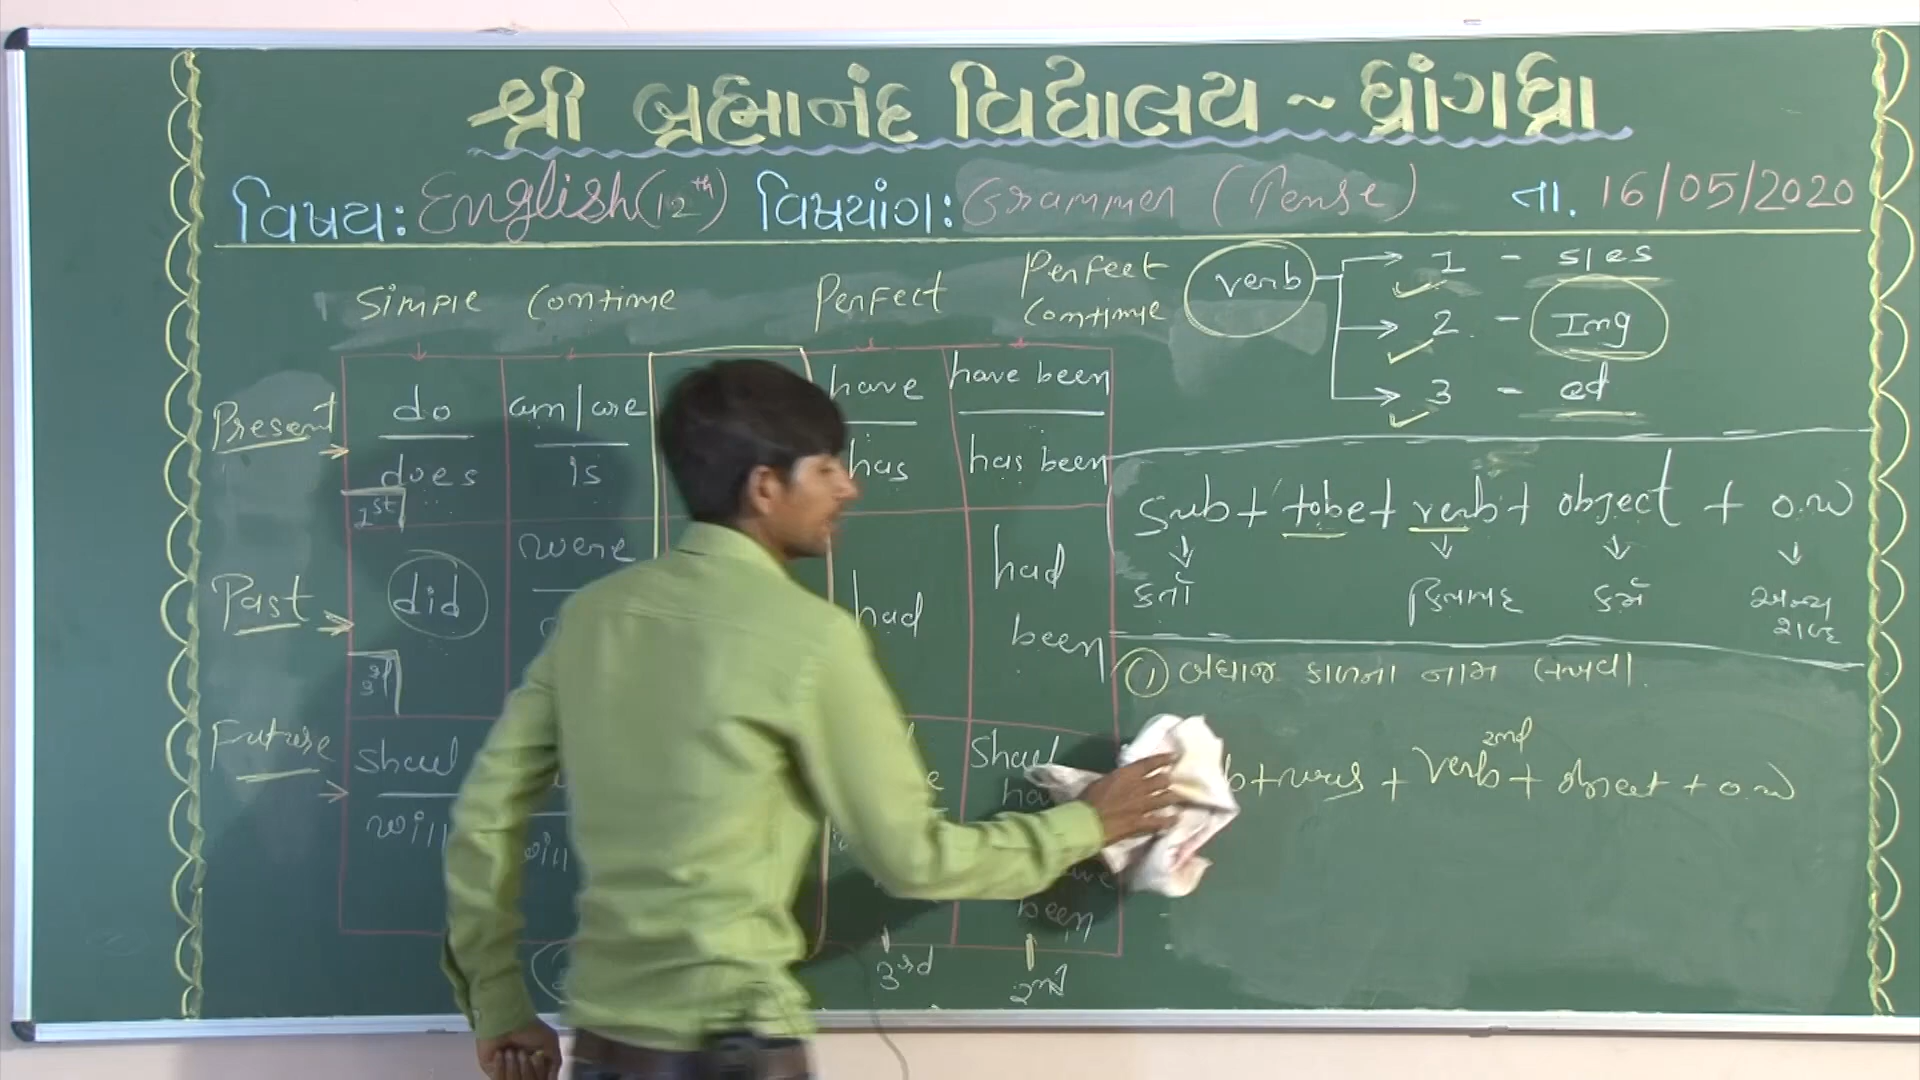 શ્રી બ્રહ્માનંદ વિદ્યાલય ~ ધ્રાંગધ્રા
વિષય: English (12th) વિષયાંગ: Grammer (Tense) તા. 16/05/2020
Simple Continue Perfect Perfect Continue
Present do does 1st am/are is have has have been has been
Past did were had had been
Future shall will shall been
3rd 2nd
verb
1 - s/es
2 - Ing
3 - ed
Sub + tobe + verb + object + o.w
કર્તા ક્રિયાપદ કર્મ અન્ય શબ્દ
① બધાજ કાળના નામ લખવા.
+ was + verb 2nd + object + o.w